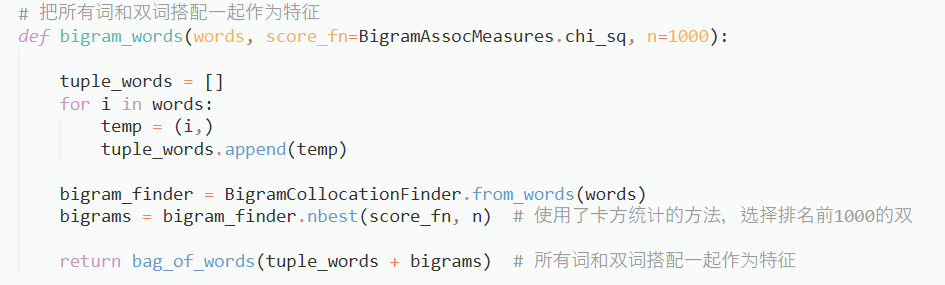 # 把所有词和双词搭配一起作为特征
def bigram_words(words, score_fn=BigramAssocMeasures.chi_sq, n=1000):
    tuple_words = []
    for i in words:
        temp = (i,)
        tuple_words.append(temp)
    bigram_finder = BigramCollocationFinder.from_words(words)
    bigrams = bigram_finder.nbest(score_fn, n)  # 使用了卡方统计的方法，选择排名前1000的双
    return bag_of_words(tuple_words + bigrams)  # 所有词和双词搭配一起作为特征